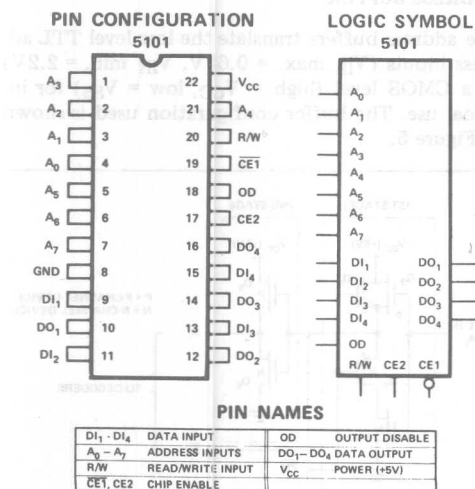 PIN CONFIGURATION
5101
A₃ 1 22 V_CC
A₂ 2 21 A₄
A₁ 3 20 R/W
A₀ 4 19 C̅E̅1̅
A₅ 5 18 OD
A₆ 6 17 CE2
A₇ 7 16 DO₄
GND 8 15 DI₄
DI₁ 9 14 DO₃
DO₁ 10 13 DI₃
DI₂ 11 12 DO₂
LOGIC SYMBOL
5101
A₀
A₁
A₂
A₃
A₄
A₅
A₆
A₇
DI₁ DO₁
DI₂ DO₂
DI₃ DO₃
DI₄ DO₄
OD
R/W CE2 CE1
PIN NAMES
DI₁ - DI₄ DATA INPUT OD OUTPUT DISABLE
A₀ – A₇ ADDRESS INPUTS DO₁ – DO₄ DATA OUTPUT
R/W READ/WRITE INPUT V_CC POWER (+5V)
C̅E̅1̅, CE2 CHIP ENABLE